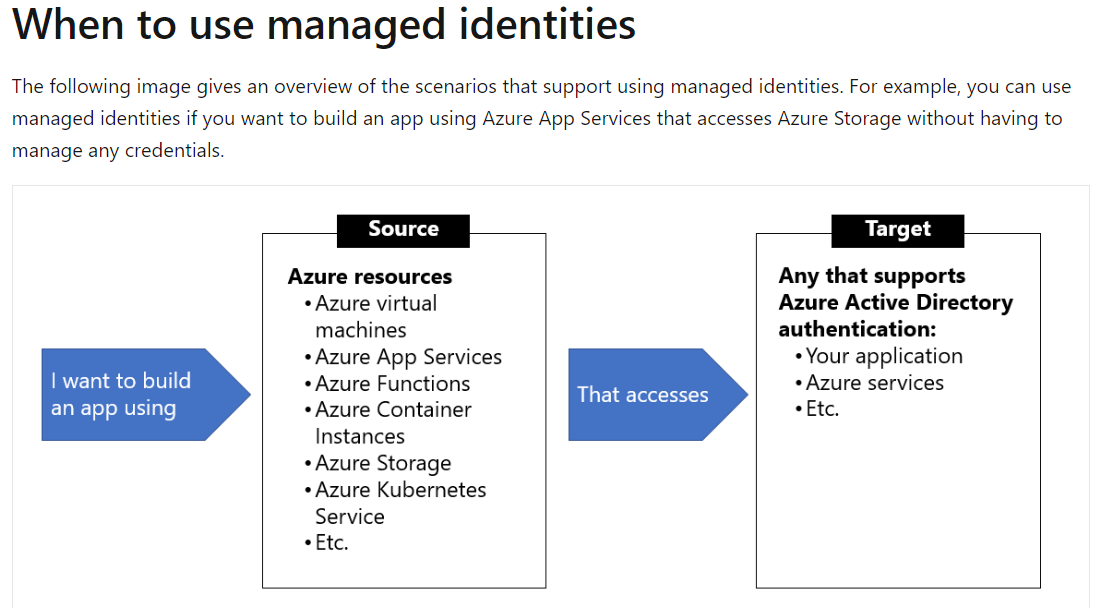 When to use managed identities
The following image gives an overview of the scenarios that support using managed identities. For example, you can use
managed identities if you want to build an app using Azure App Services that accesses Azure Storage without having to
manage any credentials.
I want to build
an app using
Source
Azure resources
• Azure virtual
machines
• Azure App Services
• Azure Functions
• Azure Container
Instances
• Azure Storage
• Azure Kubernetes
Service
• Etc.
That accesses
Target
Any that supports
Azure Active Directory
authentication:
• Your application
• Azure services
• Etc.